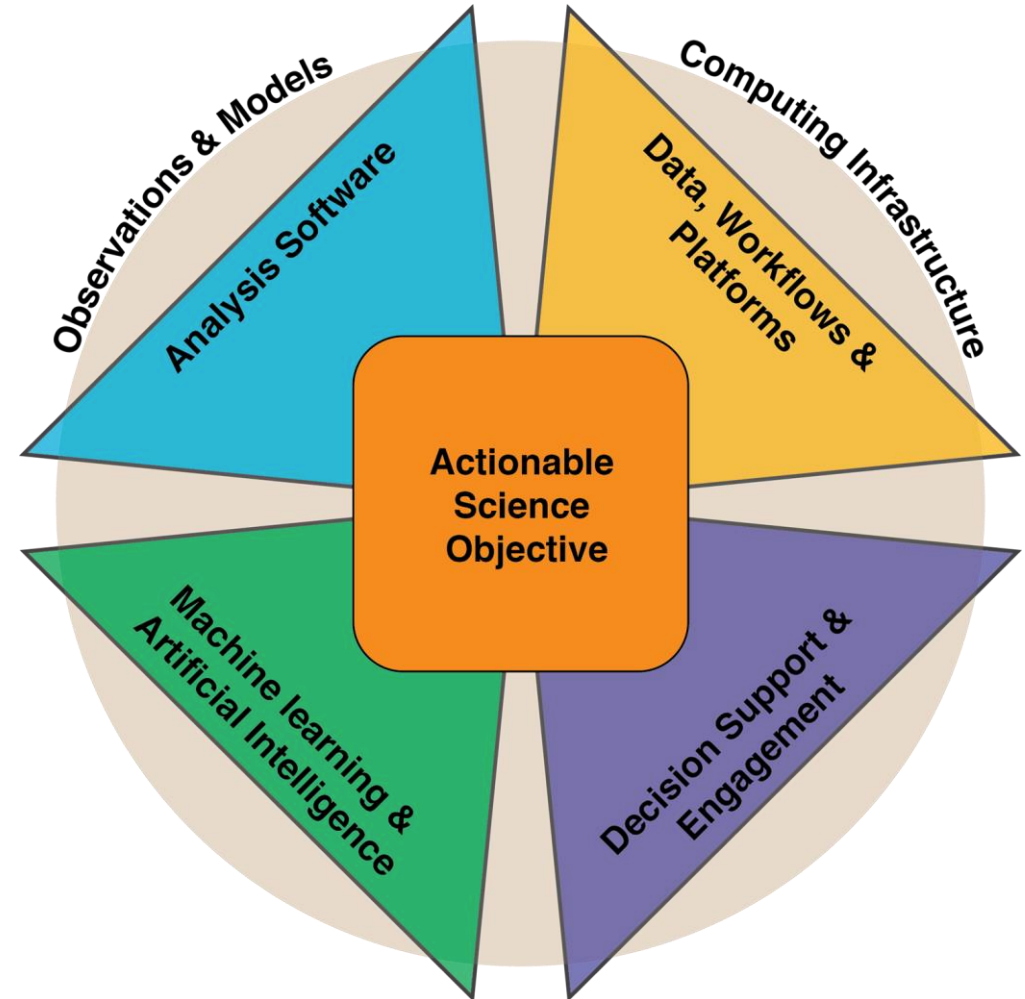 Observations & Models
Computing Infrastructure
Analysis Software
Data, Workflows &
Platforms
Actionable
Science
Objective
Machine learning &
Artificial Intelligence
Decision Support &
Engagement